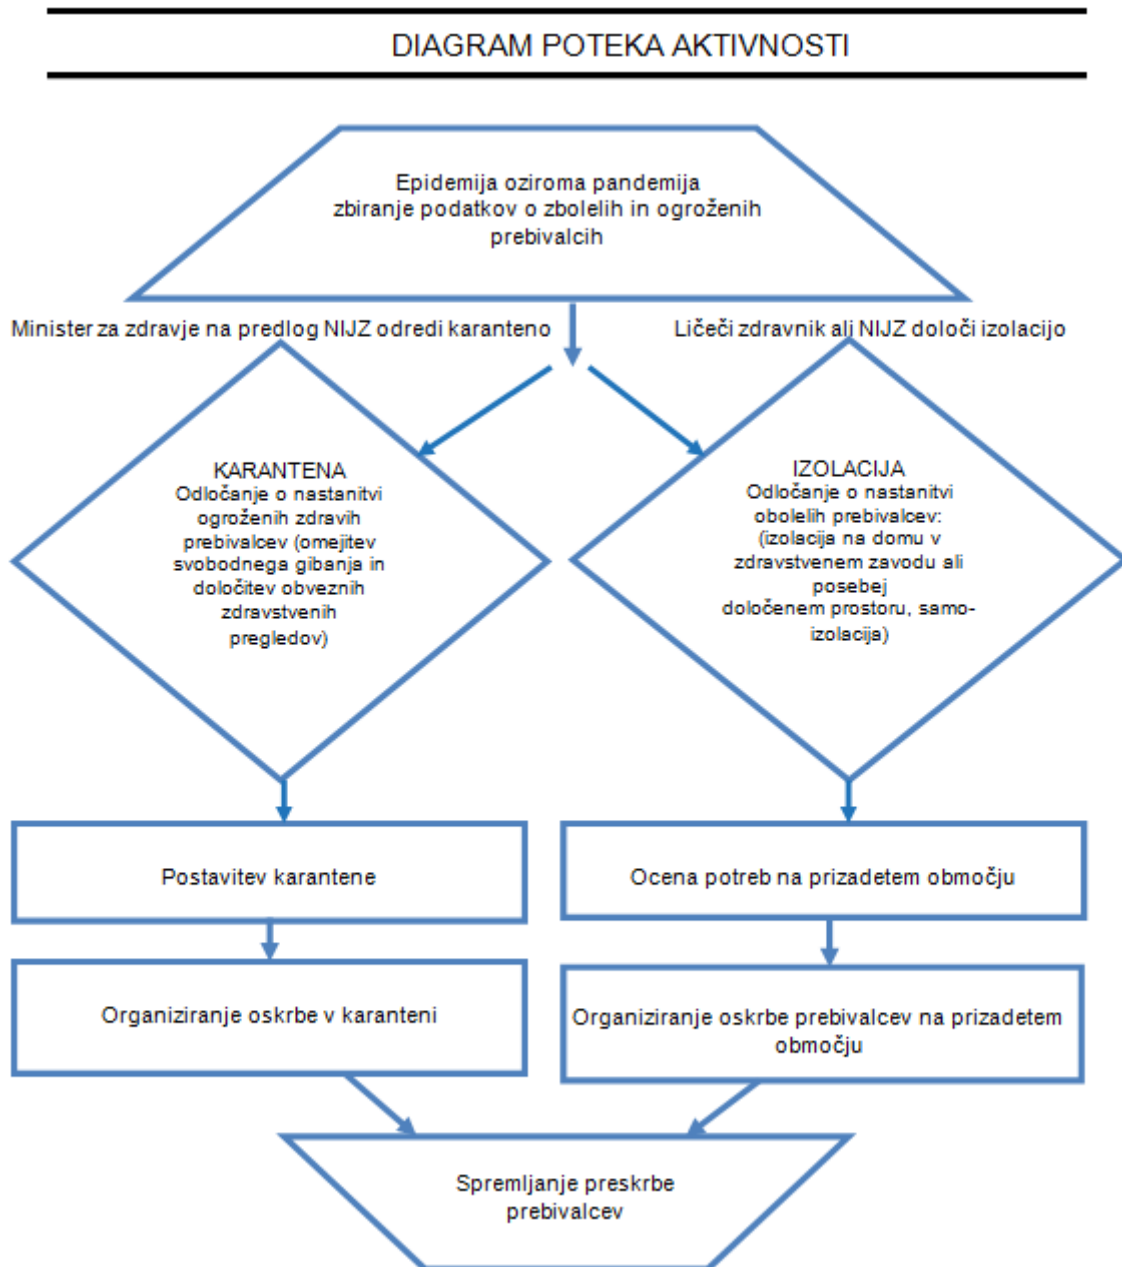 DIAGRAM POTEKA AKTIVNOSTI
Epidemija oziroma pandemija
zbiranje podatkov o zbolelih in ogroženih
prebivalcih
Minister za zdravje na predlog NIJZ odredi karanteno
Ličeči zdravnik ali NIJZ določi izolacijo
KARANTENA
Odločanje o nastanitvi
ogroženih zdravih
prebivalcev (omejitev
svobodnega gibanja in
določitev obveznih
zdravstvenih
pregledov)
IZOLACIJA
Odločanje o nastanitvi
obolelih prebivalcev:
(izolacija na domu v
zdravstvenem zavodu ali
posebej
določenem prostoru, samo-
izolacija)
Postavitev karantene
Ocena potreb na prizadetem območju
Organiziranje oskrbe v karanteni
Organiziranje oskrbe prebivalcev na prizadetem
območju
Spremljanje preskrbe
prebivalcev